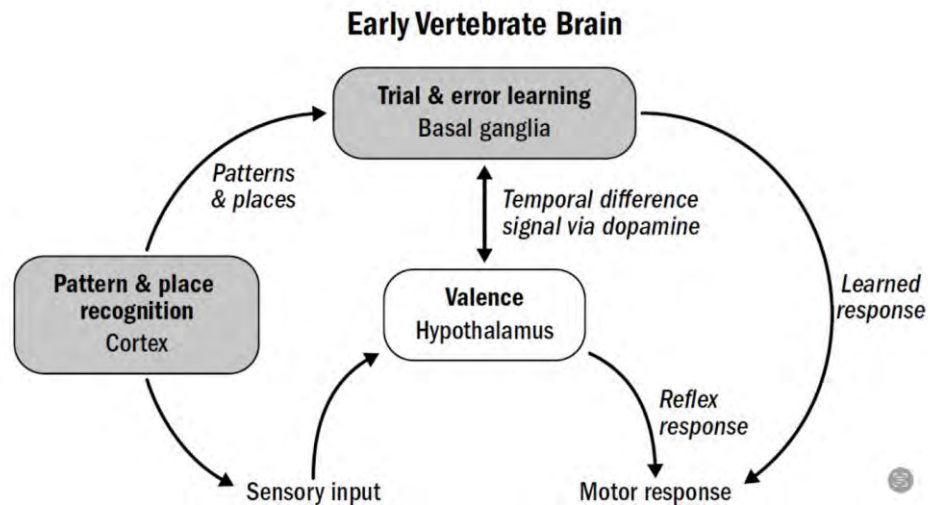 Early Vertebrate Brain
Trial & error learning
Basal ganglia
Patterns
& places
Temporal difference
signal via dopamine
Pattern & place
recognition
Cortex
Valence
Hypothalamus
Learned
response
Reflex
response
Sensory input
Motor response